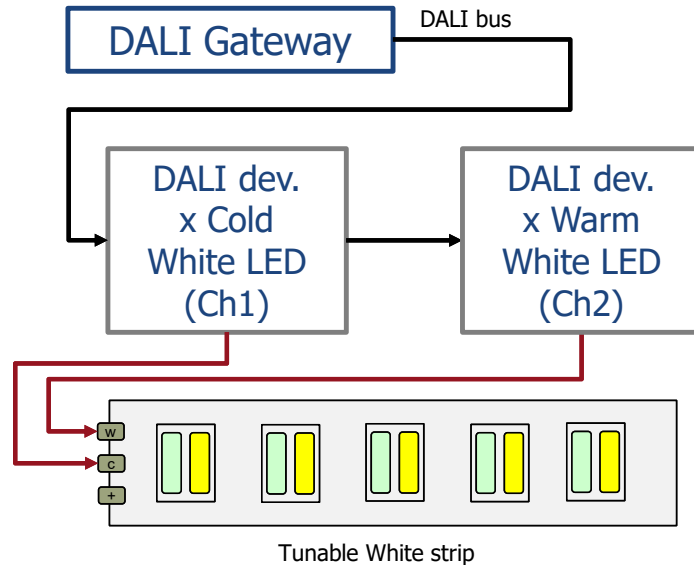 DALI Gateway
DALI bus
DALI dev.
x Cold
White LED
(Ch1)
DALI dev.
x Warm
White LED
(Ch2)
W
C
+
Tunable White strip